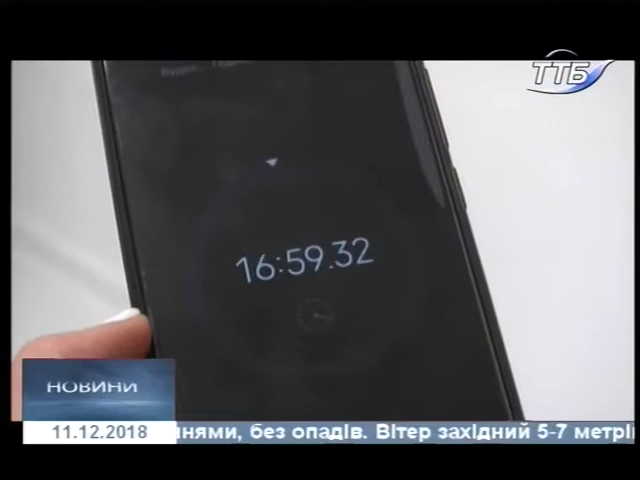 ТТБ
16:59.32
НОВИНИ
11.12.2018
нями, без опадів. Вітер західний 5-7 метрі